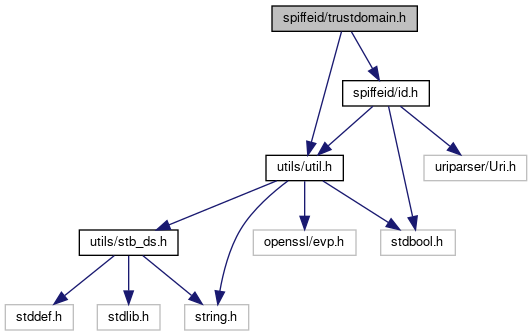 spiffeid/trustdomain.h
spiffeid/id.h
utils/util.h
uriparser/Uri.h
utils/stb_ds.h
openssl/evp.h
stdbool.h
stddef.h
stdlib.h
string.h